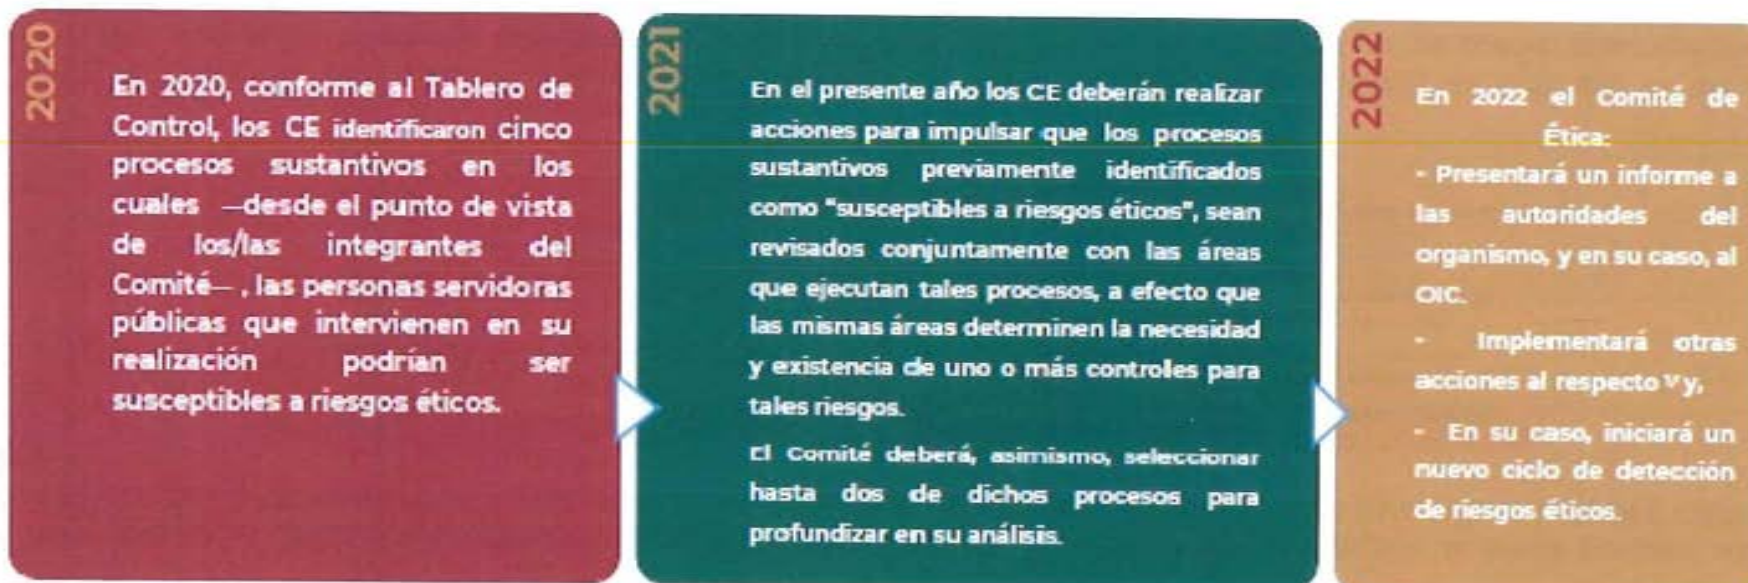 2020
En 2020, conforme al Tablero de
Control, los CE identificaron cinco
procesos sustantivos en los
cuales —desde el punto de vista
de los/las integrantes del
Comité— , las personas servidoras
públicas que intervienen en su
realización podrían ser
susceptibles a riesgos éticos.
2021
En el presente año los CE deberán realizar
acciones para impulsar que los procesos
sustantivos previamente identificados
como "susceptibles a riesgos éticos", sean
revisados conjuntamente con las áreas
que ejecutan tales procesos, a efecto que
las mismas áreas determinen la necesidad
y existencia de uno o más controles para
tales riesgos.
El Comité deberá, asimismo, seleccionar
hasta dos de dichos procesos para
profundizar en su análisis.
2022
En 2022 el Comité de
Ética:
- Presentará un informe a
las autoridades del
organismo, y en su caso, al
OIC.
- Implementará otras
acciones al respecto v y,
- En su caso, iniciará un
nuevo ciclo de detección
de riesgos éticos.